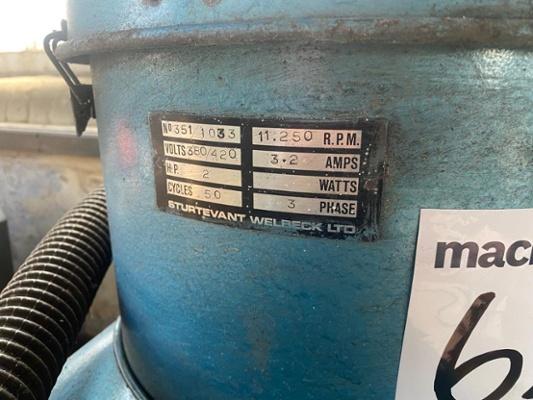 Nº 351 1033 11.250 R.P.M.
VOLTS 380/420 3.2 AMPS
H·P. 2 WATTS
CYCLES 50 3 PHASE
STURTEVANT WELBECK LTD